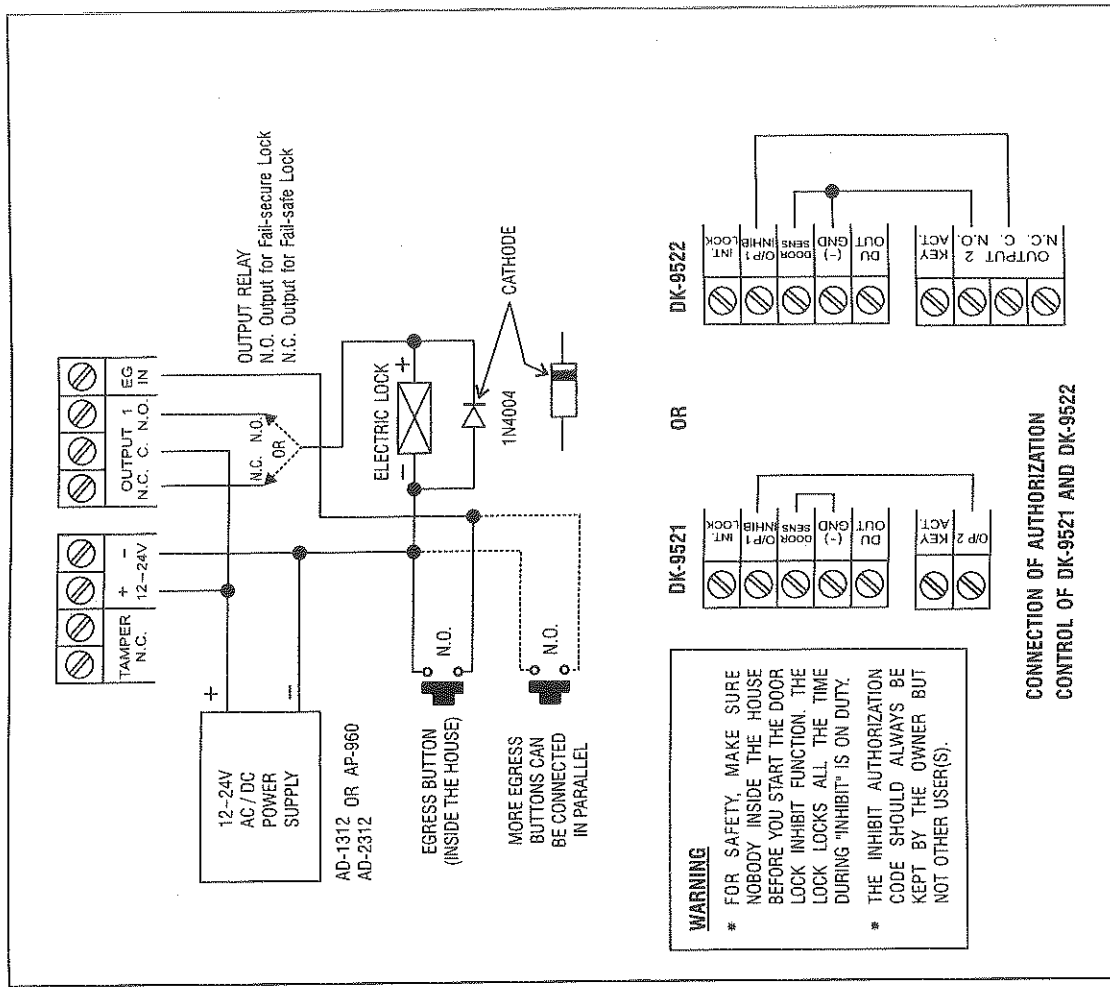 12~24V
AC / DC
POWER
SUPPLY
+
−
AD-1312 OR AP-960
AD-2312
TAMPER
N.C.
+ −
12~24V
OUTPUT 1
N.C. C. N.O.
EG
IN
N.C. N.O.
OR
OUTPUT RELAY
N.O. Output for Fail-secure Lock
N.C. Output for Fail-safe Lock
EGRESS BUTTON
(INSIDE THE HOUSE)
N.O.
MORE EGRESS
BUTTONS CAN
BE CONNECTED
IN PARALLEL
N.O.
ELECTRIC LOCK
− +
1N4004
CATHODE
WARNING
* FOR SAFETY, MAKE SURE
NOBODY INSIDE THE HOUSE
BEFORE YOU START THE DOOR
LOCK INHIBIT FUNCTION. THE
LOCK LOCKS ALL THE TIME
DURING "INHIBIT" IS ON DUTY.
* THE INHIBIT AUTHORIZATION
CODE SHOULD ALWAYS BE
KEPT BY THE OWNER BUT
NOT OTHER USER(S).
DK-9521
INT.
LOCK
O/P1
INHIB
DOOR
SENS
(-)
GND
DU
OUT
KEY
ACT.
O/P 2
OR
DK-9522
INT.
LOCK
O/P1
INHIB
DOOR
SENS
(-)
GND
DU
OUT
KEY
ACT.
OUTPUT 2
N.C. C. N.O.
CONNECTION OF AUTHORIZATION
CONTROL OF DK-9521 AND DK-9522